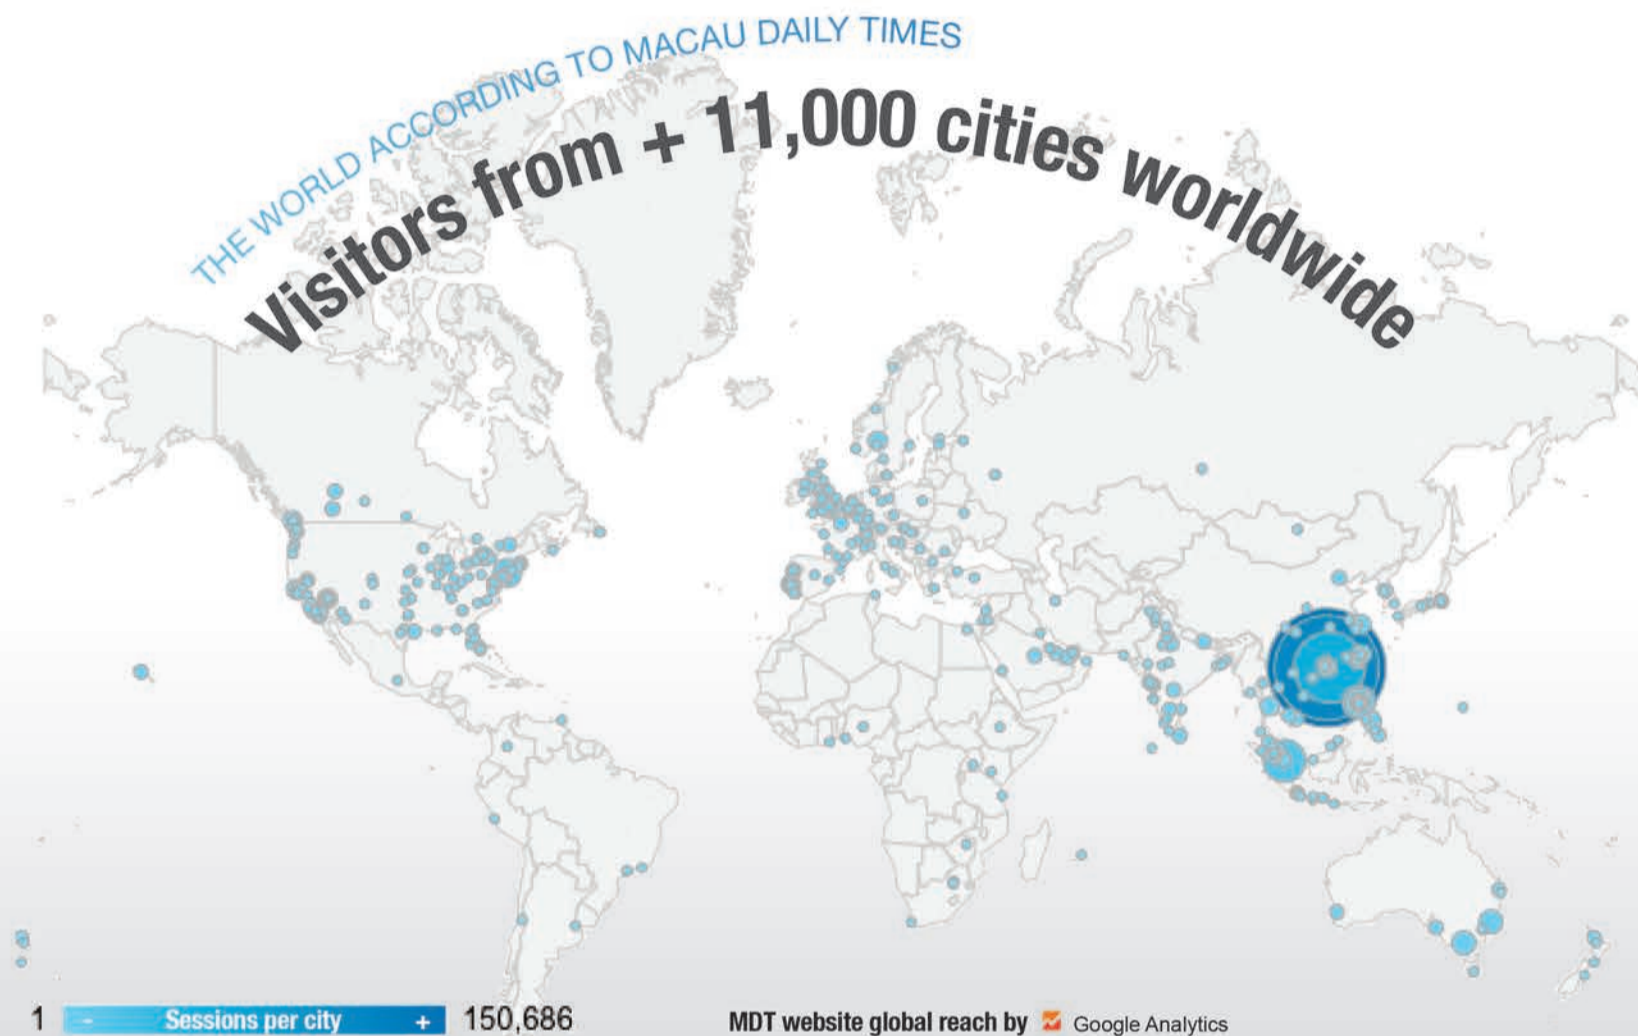 THE WORLD ACCORDING TO MACAU DAILY TIMES
Visitors from + 11,000 cities worldwide
1 - Sessions per city + 150,686
MDT website global reach by Google Analytics